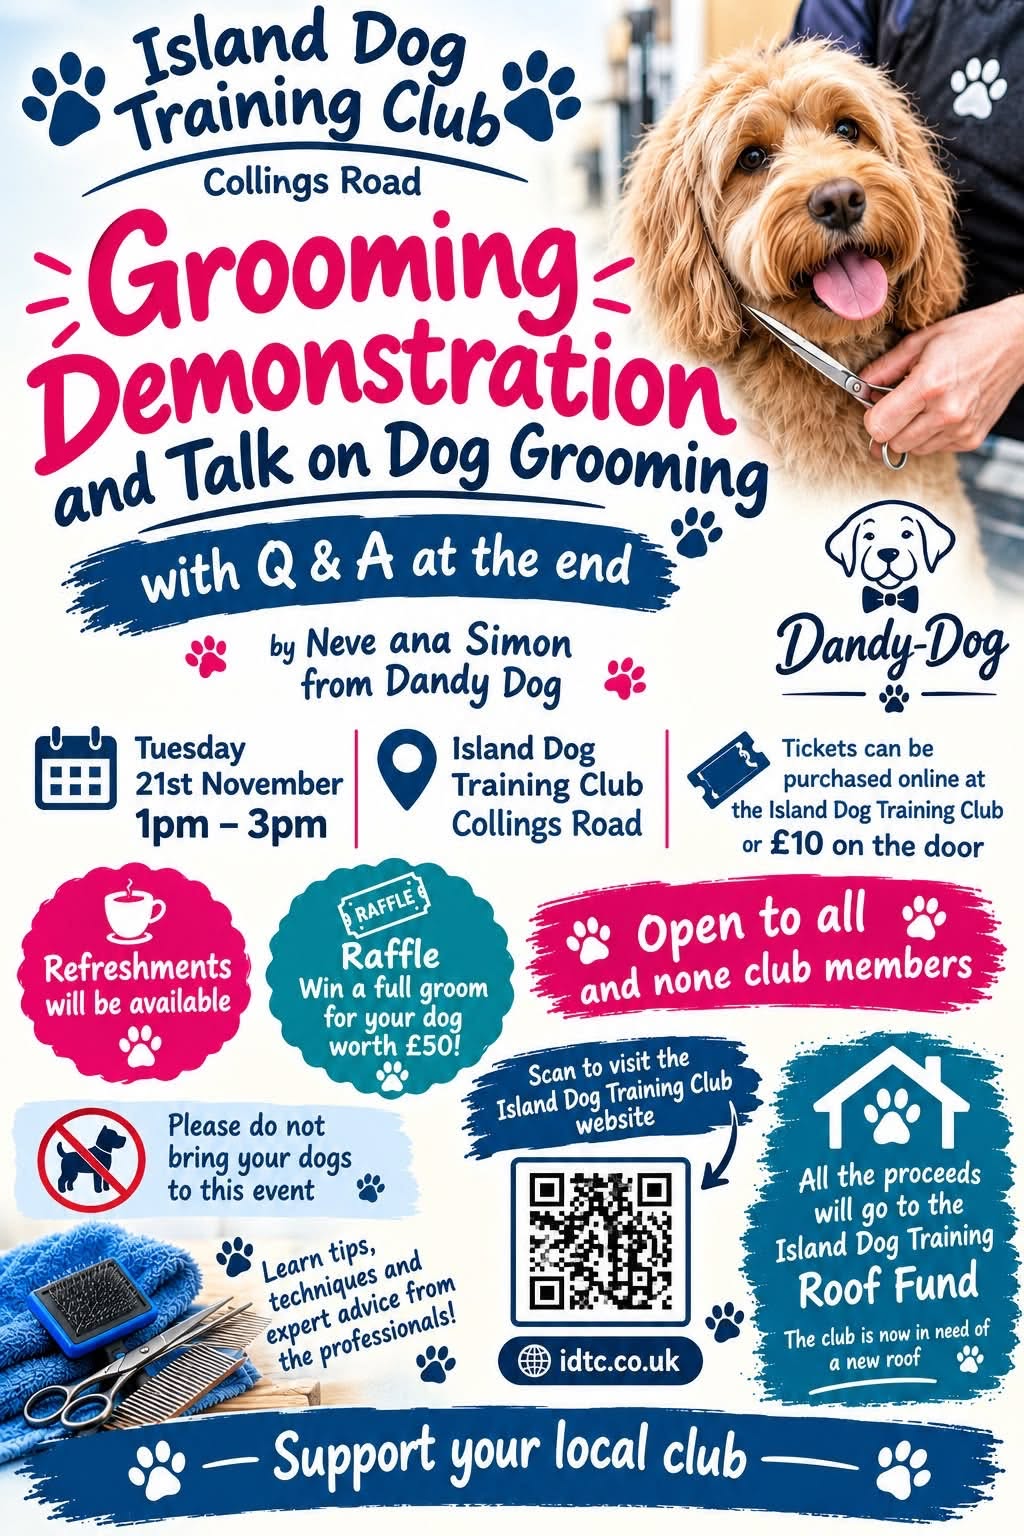 Island Dog
Training Club
Collings Road
Grooming
Demonstration
and Talk on Dog Grooming
with Q & A at the end
by Neve ana Simon
from Dandy Dog
Dandy-Dog
Tuesday
21st November
1pm – 3pm
Island Dog
Training Club
Collings Road
Tickets can be
purchased online at
the Island Dog Training Club
or £10 on the door
Refreshments
will be available
RAFFLE
Raffle
Win a full groom
for your dog
worth £50!
Open to all
and none club members
Please do not
bring your dogs
to this event
Scan to visit the
Island Dog Training Club
website
idtc.co.uk
All the proceeds
will go to the
Island Dog Training
Roof Fund
The club is now in need of
a new roof
Learn tips,
techniques and
expert advice from
the professionals!
Support your local club